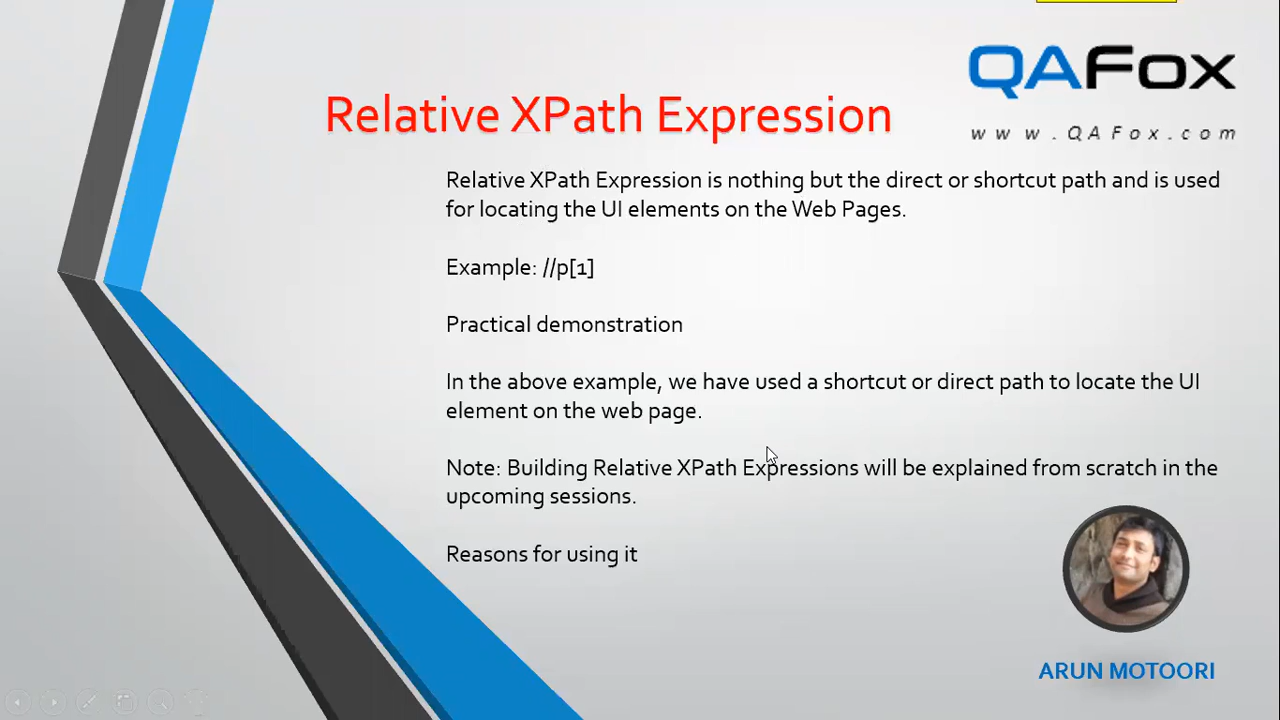 QAFox
www.QAFox.com
Relative XPath Expression
Relative XPath Expression is nothing but the direct or shortcut path and is used
for locating the UI elements on the Web Pages.
Example: //p[1]
Practical demonstration
In the above example, we have used a shortcut or direct path to locate the UI
element on the web page.
Note: Building Relative XPath Expressions will be explained from scratch in the
upcoming sessions.
Reasons for using it
ARUN MOTOORI